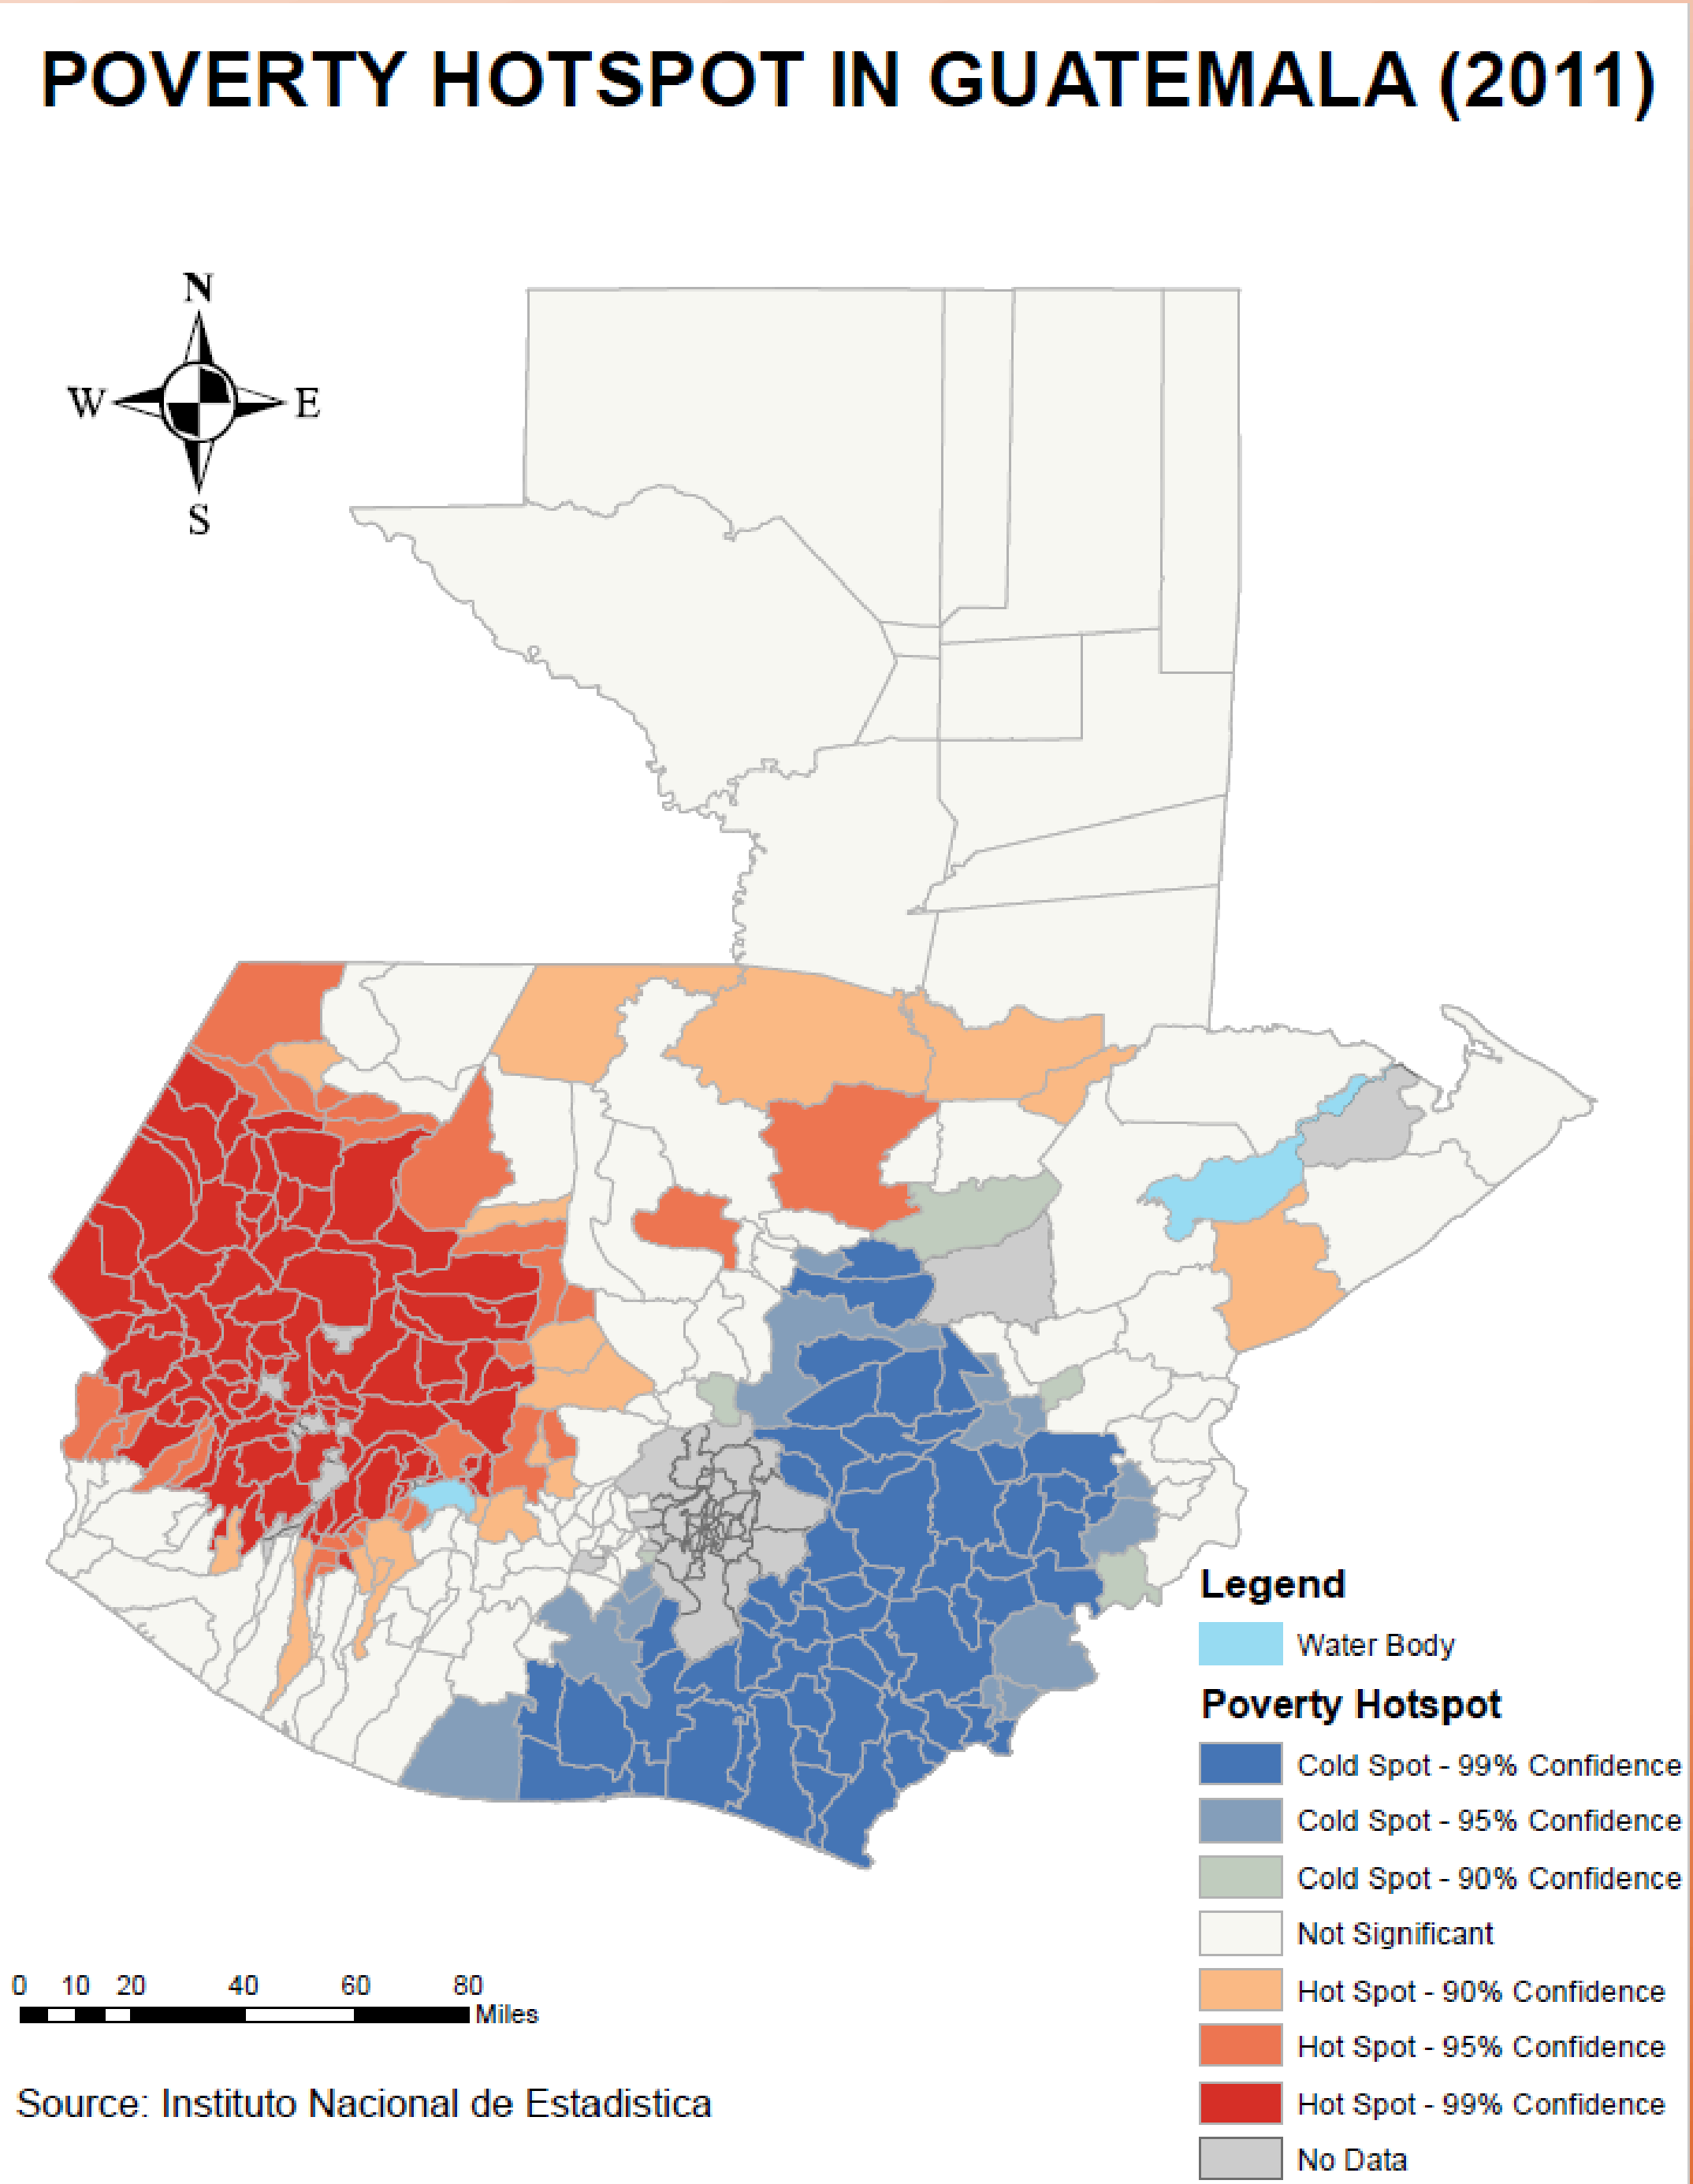 POVERTY HOTSPOT IN GUATEMALA (2011)
N
W E
S
Legend
Water Body
Poverty Hotspot
Cold Spot - 99% Confidence
Cold Spot - 95% Confidence
Cold Spot - 90% Confidence
Not Significant
Hot Spot - 90% Confidence
Hot Spot - 95% Confidence
Hot Spot - 99% Confidence
No Data
0 10 20 40 60 80
Miles
Source: Instituto Nacional de Estadistica